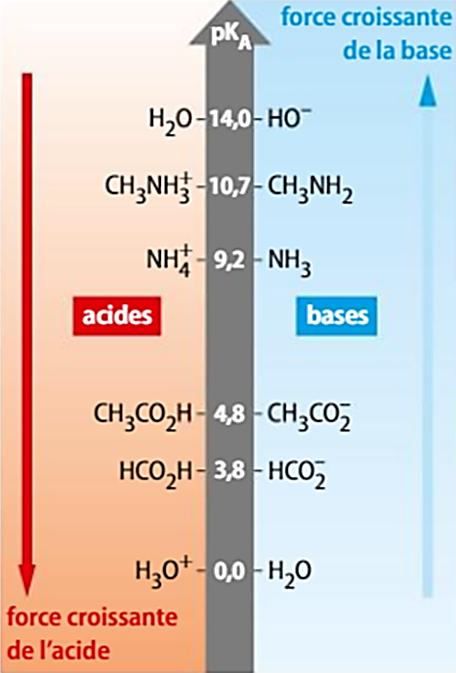 force croissante
de la base
pK_A
H₂O 14,0 HO⁻
CH₃NH₃⁺ 10,7 CH₃NH₂
NH₄⁺ 9,2 NH₃
acides bases
CH₃CO₂H 4,8 CH₃CO₂⁻
HCO₂H 3,8 HCO₂⁻
H₃O⁺ 0,0 H₂O
force croissante
de l'acide